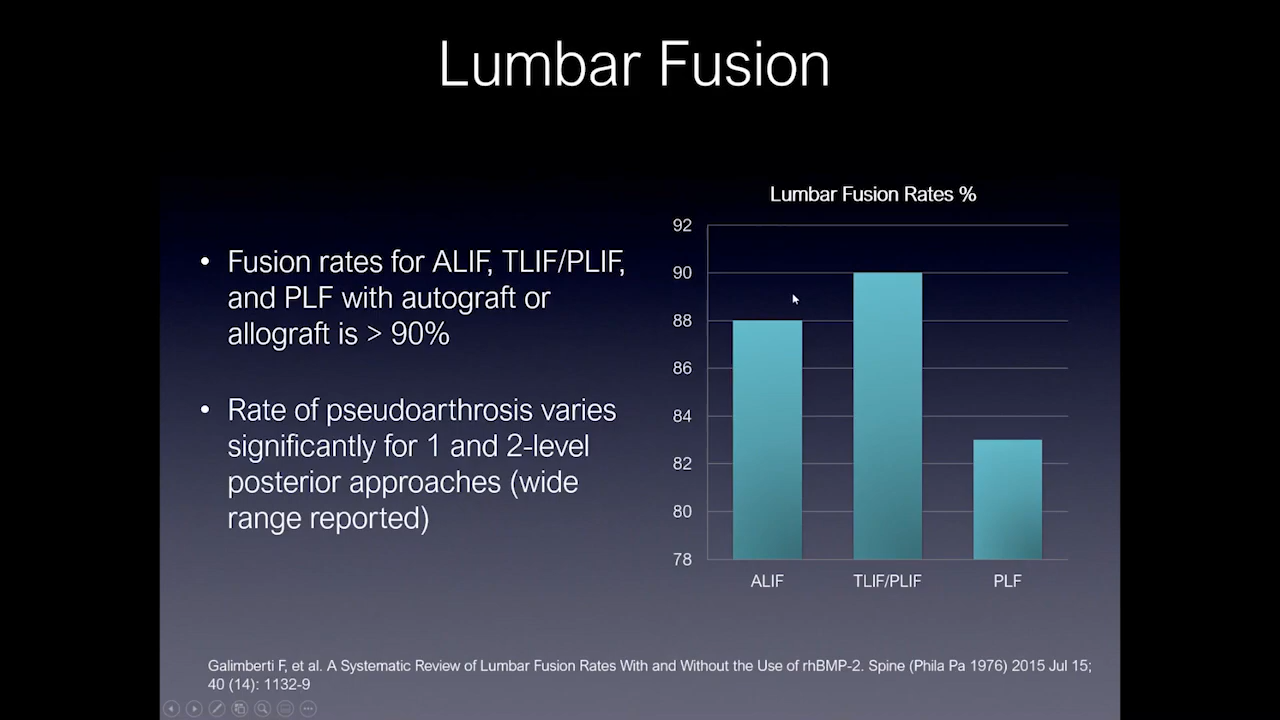 Lumbar Fusion
• Fusion rates for ALIF, TLIF/PLIF,
and PLF with autograft or
allograft is > 90%
• Rate of pseudoarthrosis varies
significantly for 1 and 2-level
posterior approaches (wide
range reported)
Lumbar Fusion Rates %
92
90
88
86
84
82
80
78
ALIF TLIF/PLIF PLF
Galimberti F, et al. A Systematic Review of Lumbar Fusion Rates With and Without the Use of rhBMP-2. Spine (Phila Pa 1976) 2015 Jul 15;
40 (14): 1132-9